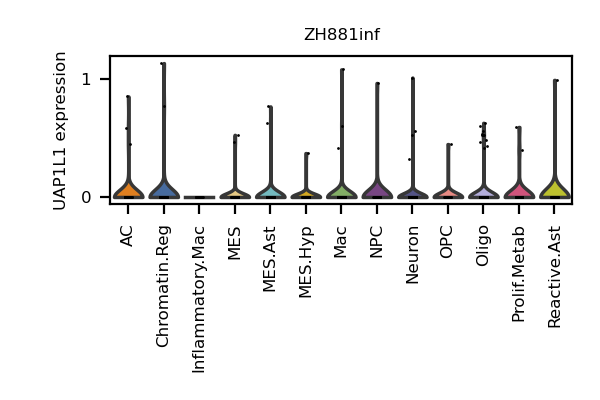 ZH881inf
UAP1L1 expression
1
0
AC
Chromatin.Reg
Inflammatory.Mac
MES
MES.Ast
MES.Hyp
Mac
NPC
Neuron
OPC
Oligo
Prolif.Metab
Reactive.Ast